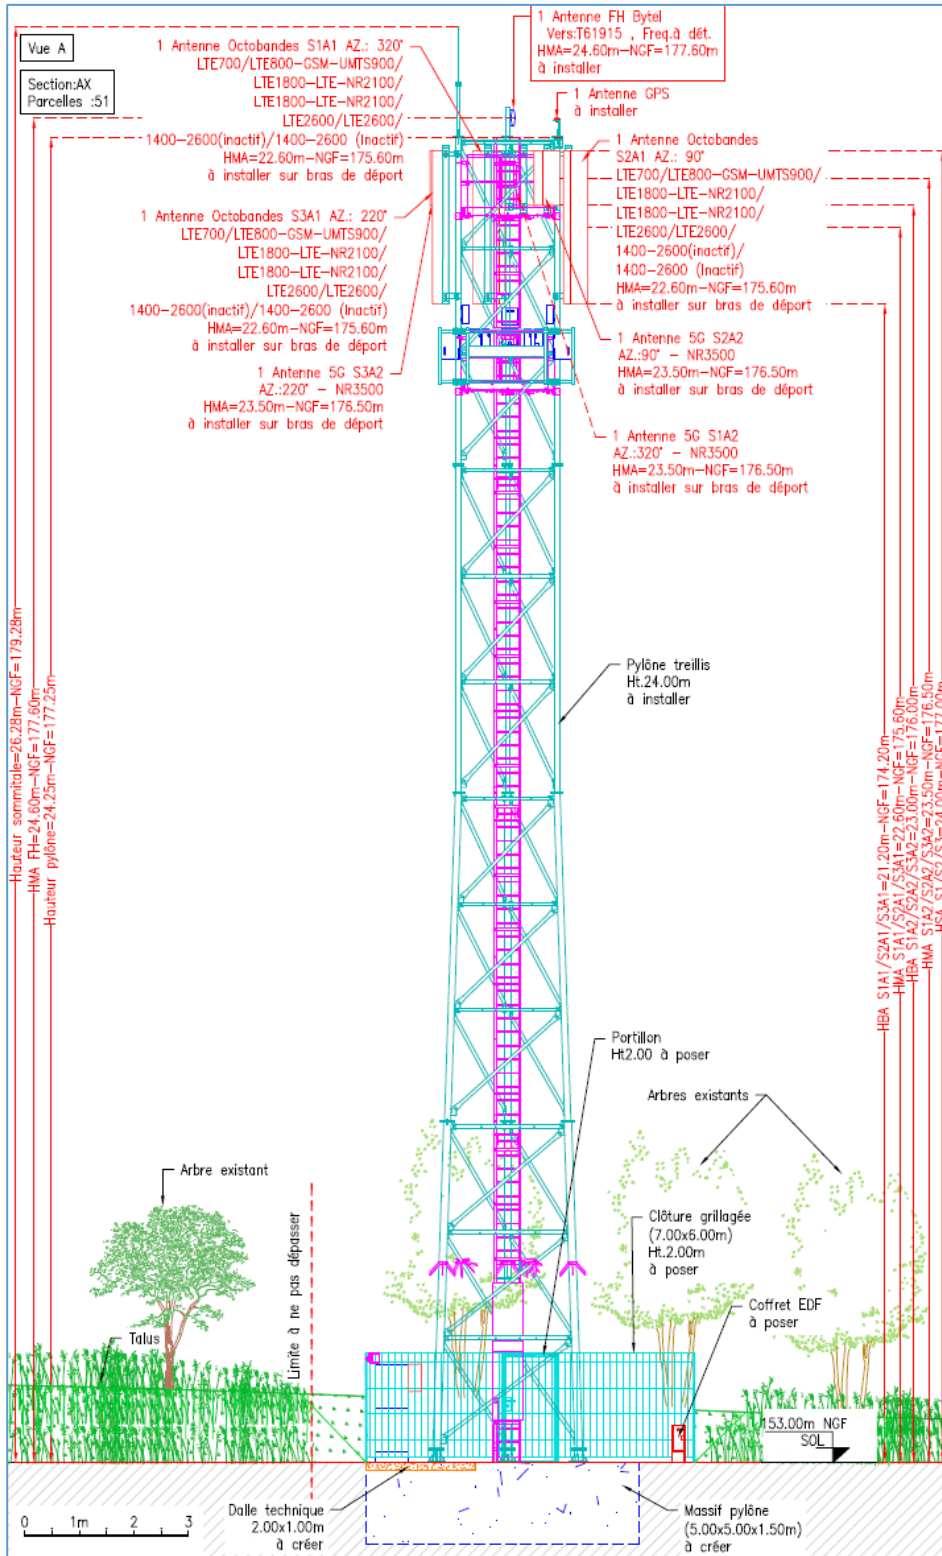 Vue A
Section:AX
Parcelles :51
1 Antenne FH Bytel
Vers:T61915 , Freq.à dét.
HMA=24.60m-NGF=177.60m
à installer
1 Antenne Octobandes S1A1 AZ.: 320°
LTE700/LTE800-GSM-UMTS900/
LTE1800-LTE-NR2100/
LTE1800-LTE-NR2100/
LTE2600/LTE2600/
1400-2600(inactif)/1400-2600 (Inactif)
HMA=22.60m-NGF=175.60m
à installer sur bras de déport
1 Antenne GPS
à installer
1 Antenne Octobandes
S2A1 AZ.: 90°
LTE700/LTE800-GSM-UMTS900/
LTE1800-LTE-NR2100/
LTE1800-LTE-NR2100/
LTE2600/LTE2600/
1400-2600(inactif)/
1400-2600 (Inactif)
HMA=22.60m-NGF=175.60m
à installer sur bras de déport
1 Antenne Octobandes S3A1 AZ.: 220°
LTE700/LTE800-GSM-UMTS900/
LTE1800-LTE-NR2100/
LTE1800-LTE-NR2100/
LTE2600/LTE2600/
1400-2600(inactif)/1400-2600 (Inactif)
HMA=22.60m-NGF=175.60m
à installer sur bras de déport
1 Antenne 5G S3A2
AZ.:220° - NR3500
HMA=23.50m-NGF=176.50m
à installer sur bras de déport
1 Antenne 5G S2A2
AZ.:90° - NR3500
HMA=23.50m-NGF=176.50m
à installer sur bras de déport
1 Antenne 5G S1A2
AZ.:320° - NR3500
HMA=23.50m-NGF=176.50m
à installer sur bras de déport
Hauteur sommitale=26.28m-NGF=179.28m
HMA FH=24.60m-NGF=177.60m
Hauteur pylône=24.25m-NGF=177.25m
Pylône treillis
Ht.24.00m
à installer
HBA S1A1/S2A1/S3A1=21.20m-NGF=174.20m
HMA S1A1/S2A1/S3A1=22.60m-NGF=175.60m
HBA S1A2/S2A2/S3A2=23.00m-NGF=176.00m
HMA S1A2/S2A2/S3A2=23.50m-NGF=176.50m
HSA S1/S2/S3=24.00m-NGF=177.00m
Portillon
Ht2.00 à poser
Arbres existants
Arbre existant
Limite à ne pas dépasser
Clôture grillagée
(7.00x6.00m)
Ht.2.00m
à poser
Coffret EDF
à poser
Talus
153.00m NGF
SOL
Dalle technique
2.00x1.00m
à créer
Massif pylône
(5.00x5.00x1.50m)
à créer
0 1m 2 3